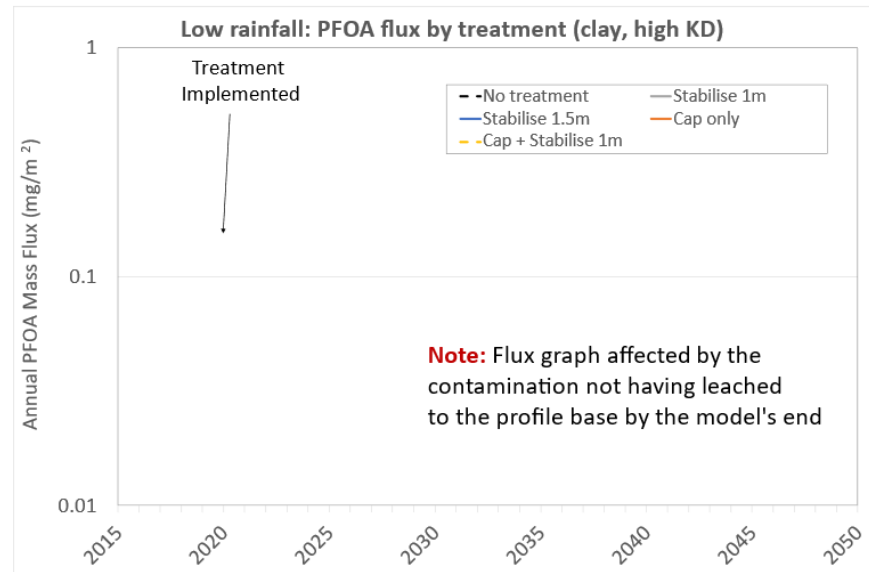 Low rainfall: PFOA flux by treatment (clay, high KD)
1
Treatment
Implemented
No treatment
Stabilise 1m
Stabilise 1.5m
Cap only
Cap + Stabilise 1m
Annual PFOA Mass Flux (mg/m²)
0.1
Note: Flux graph affected by the
contamination not having leached
to the profile base by the model's end
0.01
2015
2020
2025
2030
2035
2040
2045
2050